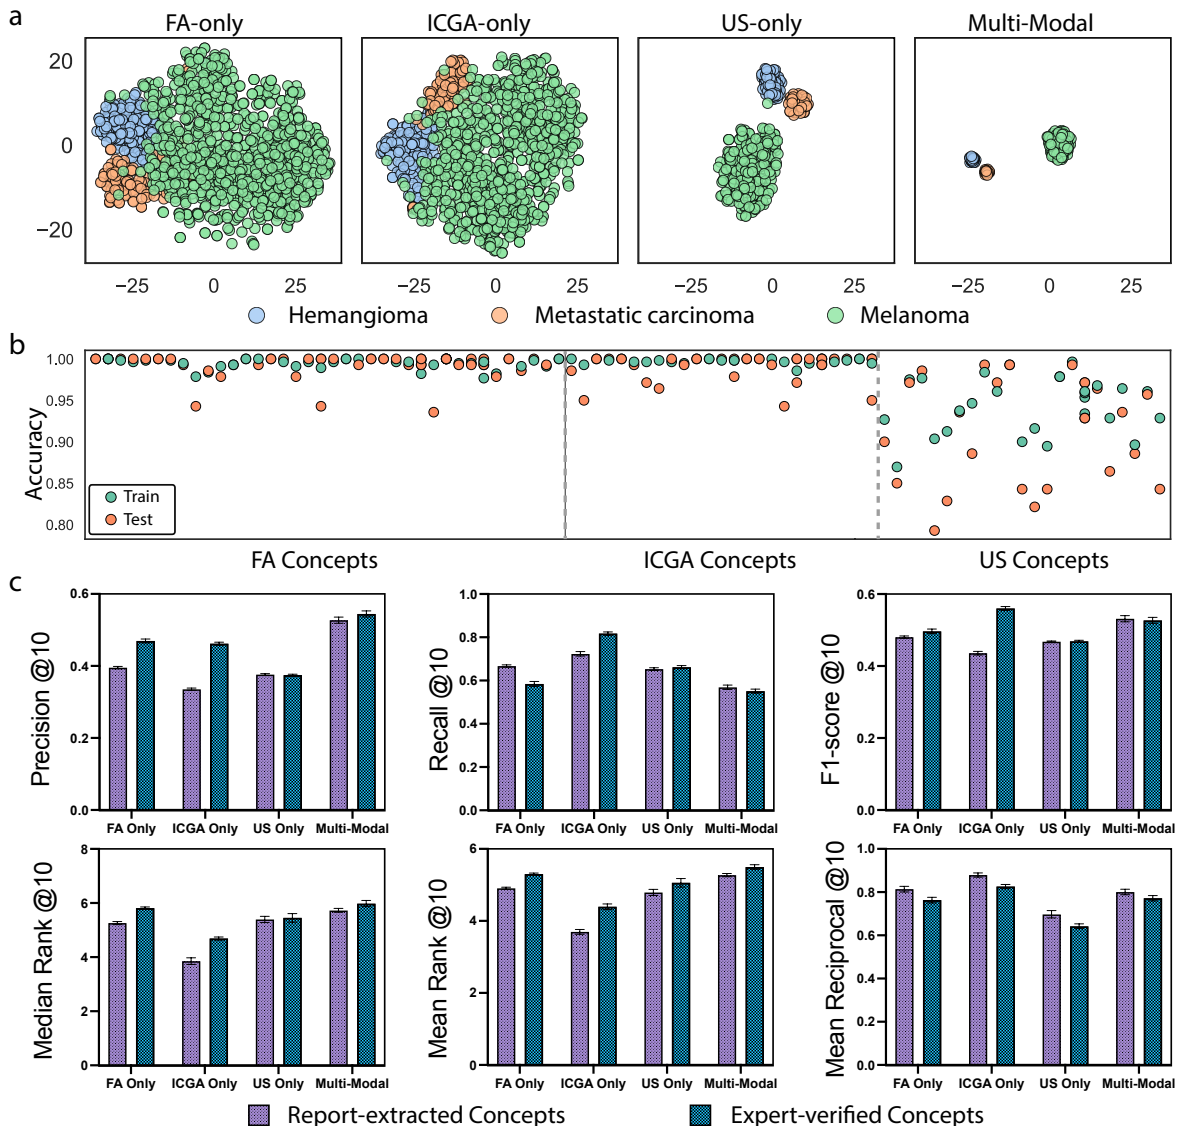 a
FA-only
ICGA-only
US-only
Multi-Modal
20
0
−20
−25 0 25
−25 0 25
−25 0 25
−25 0 25
Hemangioma
Metastatic carcinoma
Melanoma
b
Accuracy
1.00
0.95
0.90
0.85
0.80
Train
Test
FA Concepts
ICGA Concepts
US Concepts
c
Precision @10
0.6
0.4
0.2
0.0
FA Only ICGA Only US Only Multi-Modal
Recall @10
1.0
0.8
0.6
0.4
0.2
0.0
FA Only ICGA Only US Only Multi-Modal
F1-score @10
0.6
0.4
0.2
0.0
FA Only ICGA Only US Only Multi-Modal
Median Rank @10
8
6
4
2
0
FA Only ICGA Only US Only Multi-Modal
Mean Rank @10
6
4
2
0
FA Only ICGA Only US Only Multi-Modal
Mean Reciprocal @10
1.0
0.8
0.6
0.4
0.2
0.0
FA Only ICGA Only US Only Multi-Modal
Report-extracted Concepts
Expert-verified Concepts